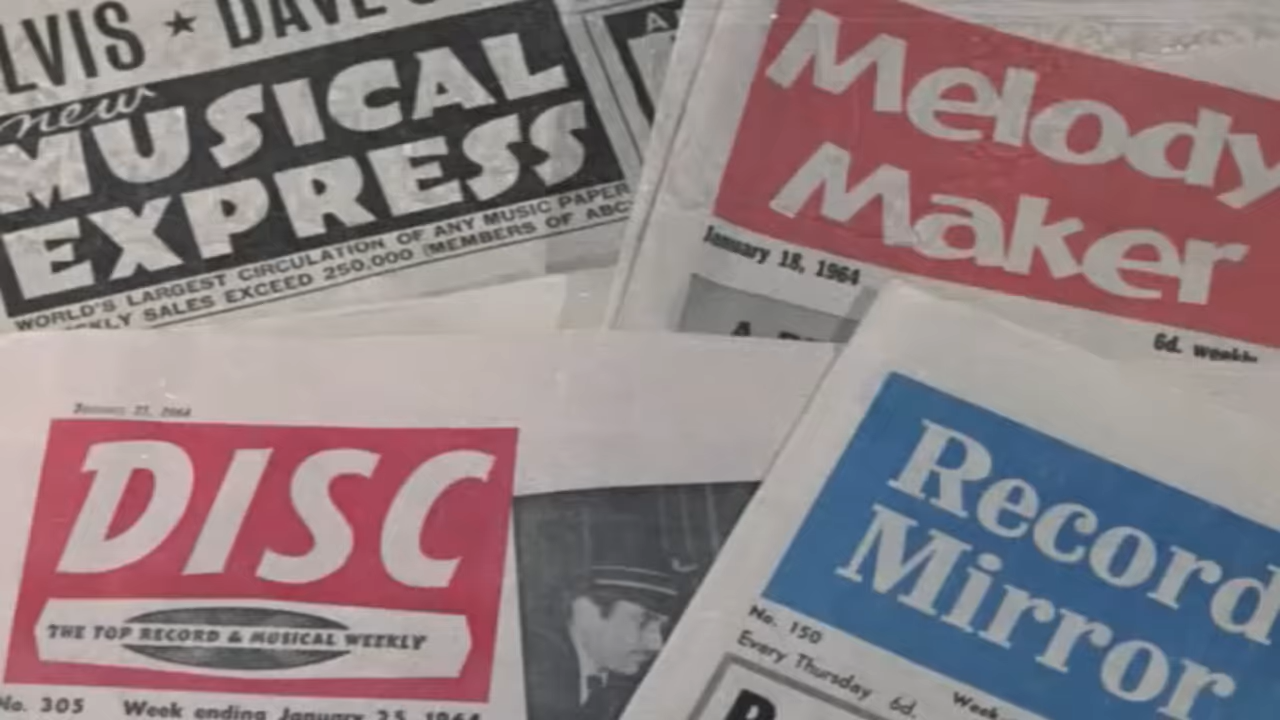 LVIS ★ DAVE
new
MUSICAL
EXPRESS
WORLD'S LARGEST CIRCULATION OF ANY MUSIC PAPER
EKLY SALES EXCEED 250,000 (MEMBERS OF ABC
Melody
Maker
January 18, 1964
6d. weekly
DISC
THE TOP RECORD & MUSICAL WEEKLY
No. 305 Week ending January 25, 1964
Record
Mirror
No. 150
Every Thursday 6d.
Week